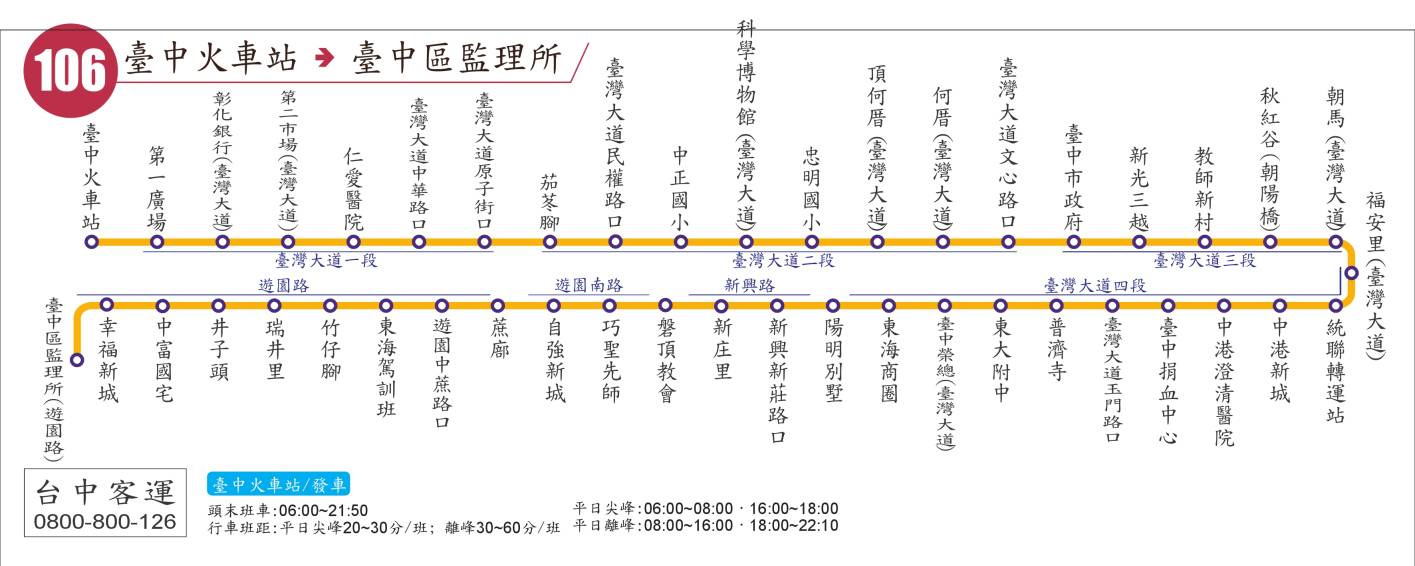 106 臺中火車站 ➔ 臺中區監理所
臺中火車站
第一廣場
彰化銀行(臺灣大道)
第二市場(臺灣大道)
仁愛醫院
臺灣大道中華路口
臺灣大道原子街口
茄苳腳
臺灣大道民權路口
中正國小
科學博物館(臺灣大道)
忠明國小
頂何厝(臺灣大道)
何厝(臺灣大道)
臺灣大道文心路口
臺中市政府
新光三越
教師新村
秋紅谷(朝陽橋)
朝馬(臺灣大道)
福安里(臺灣大道)
臺灣大道一段
臺灣大道二段
臺灣大道三段
遊園路
遊園南路
新興路
臺灣大道四段
臺中區監理所(遊園路)
幸福新城
中富國宅
井子頭
瑞井里
竹仔腳
東海駕訓班
遊園中蔗路口
蔗廍
自強新城
巧聖先師
磐頂教會
新庄里
新興新莊路口
陽明別墅
東海商圈
臺中榮總(臺灣大道)
東大附中
普濟寺
臺灣大道玉門路口
臺中捐血中心
中港澄清醫院
中港新城
統聯轉運站
台中客運
0800-800-126
臺中火車站/發車
頭末班車:06:00~21:50
行車班距:平日尖峰20~30分/班; 離峰30~60分/班
平日尖峰:06:00~08:00 · 16:00~18:00
平日離峰:08:00~16:00 · 18:00~22:10